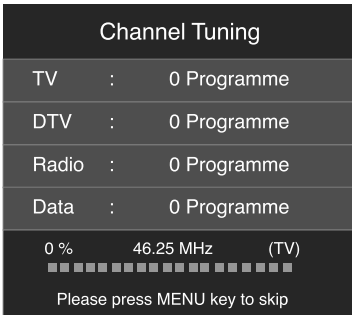 Channel Tuning
TV : 0 Programme
DTV : 0 Programme
Radio : 0 Programme
Data : 0 Programme
0 % 46.25 MHz (TV)
Please press MENU key to skip